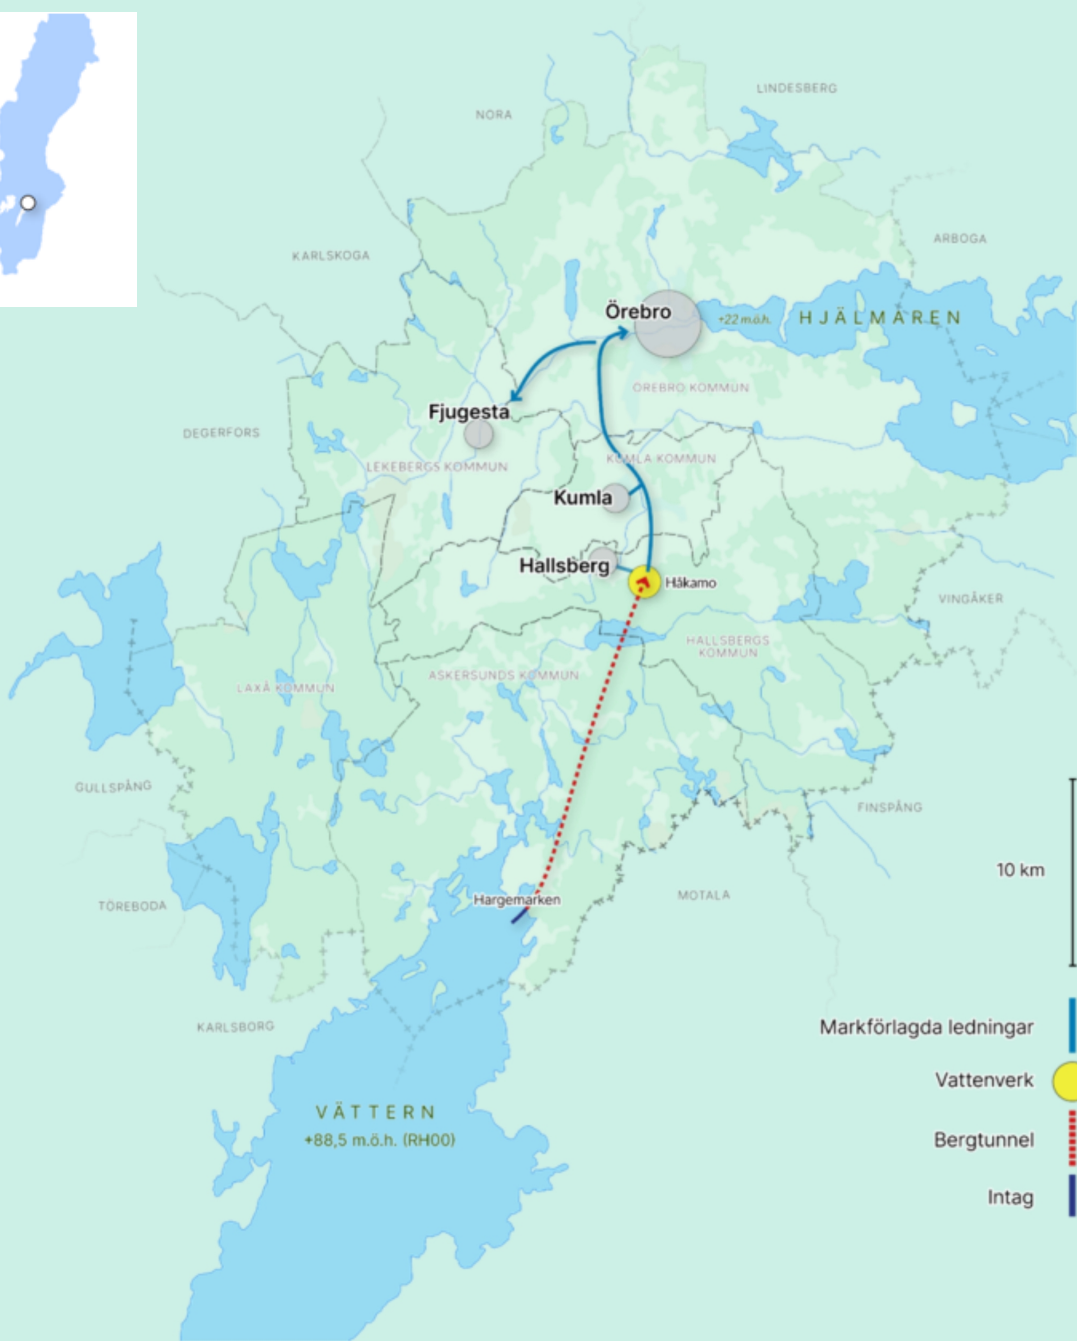 LINDESBERG
NORA
ARBOGA
KARLSKOGA
Örebro
+22 m.ö.h.
HJÄLMAREN
ÖREBRO KOMMUN
Fjugesta
DEGERFORS
LEKEBERGS KOMMUN
KUMLA KOMMUN
Kumla
Hallsberg
Håkamo
VINGÅKER
HALLSBERGS
KOMMUN
ASKERSUNDS KOMMUN
LAXÅ KOMMUN
GULLSPÅNG
FINSPÅNG
10 km
MOTALA
Hargemarken
TÖREBODA
KARLSBORG
Markförlagda ledningar
Vattenverk
VÄTTERN
+88,5 m.ö.h. (RH00)
Bergtunnel
Intag